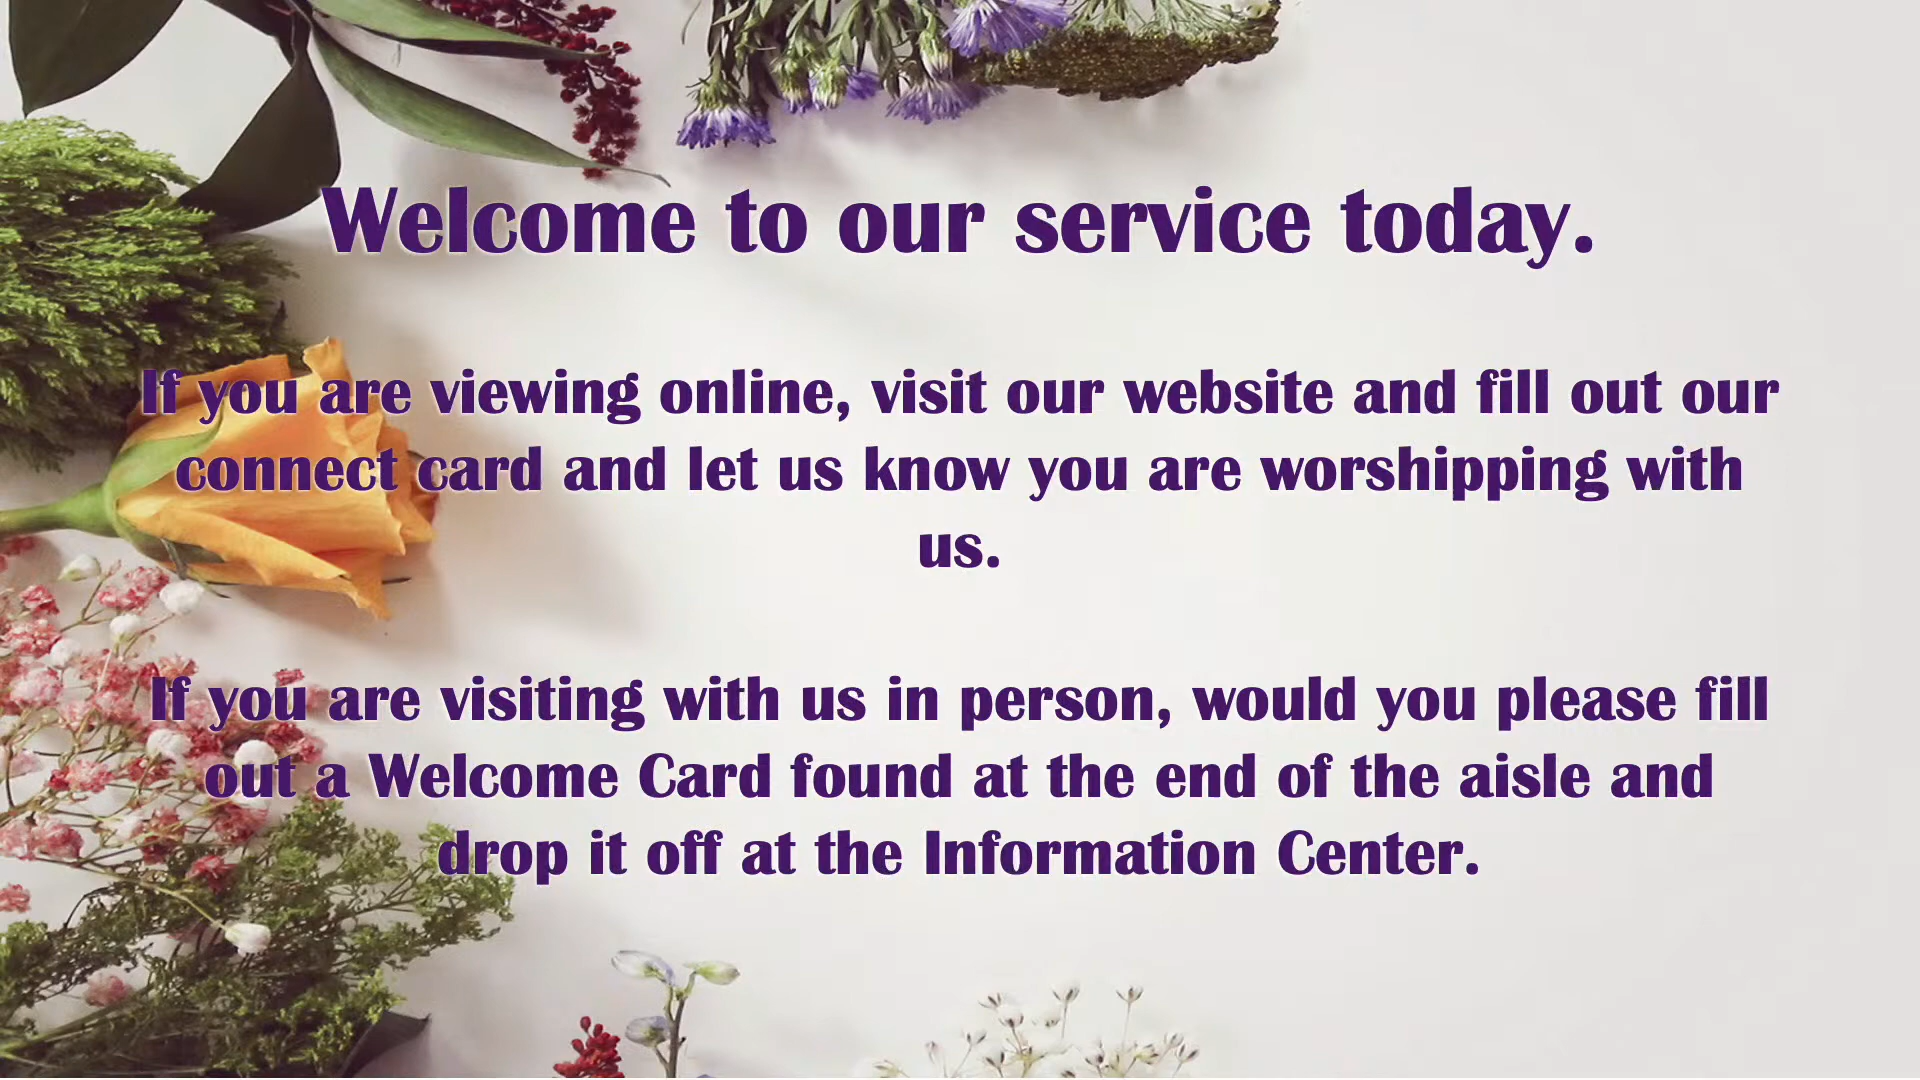 Welcome to our service today.
If you are viewing online, visit our website and fill out our
connect card and let us know you are worshipping with
us.
If you are visiting with us in person, would you please fill
out a Welcome Card found at the end of the aisle and
drop it off at the Information Center.